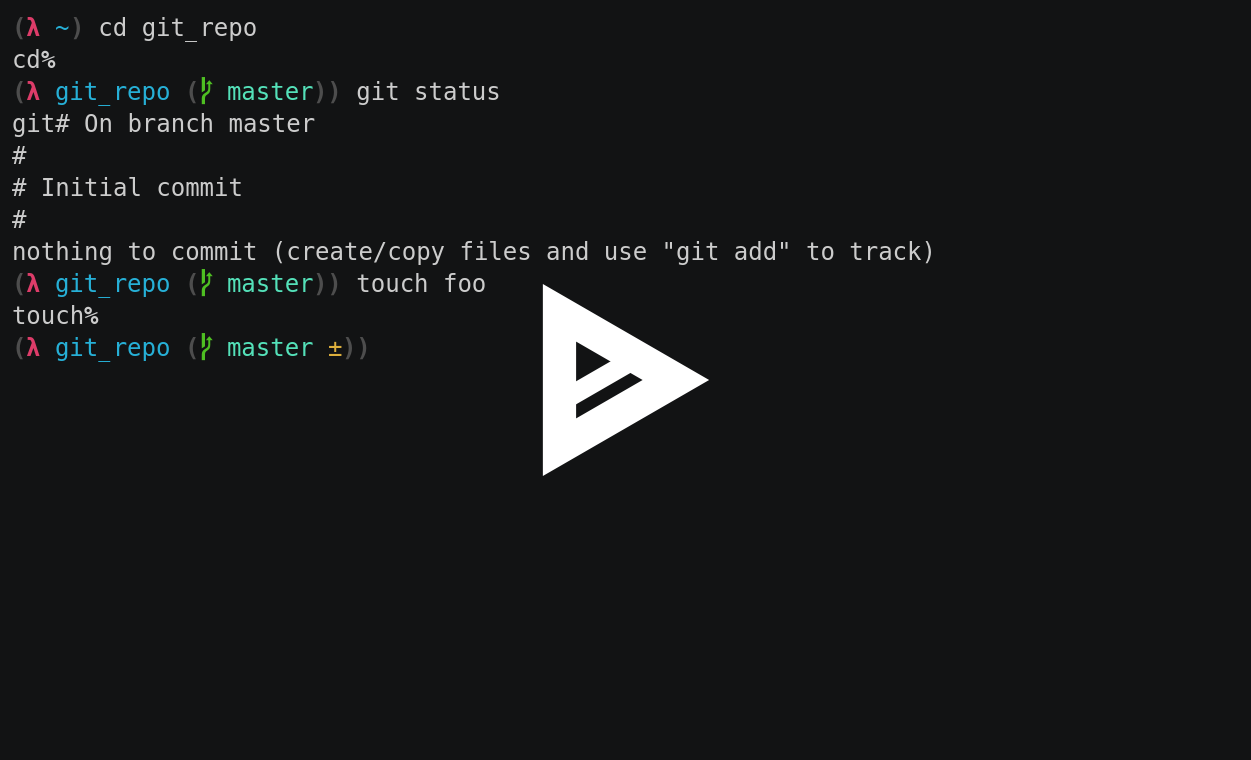 (λ ~) cd git_repo
cd%
(λ git_repo ( master)) git status
git# On branch master
#
# Initial commit
#
nothing to commit (create/copy files and use "git add" to track)
(λ git_repo ( master)) touch foo
touch%
(λ git_repo ( master ±))